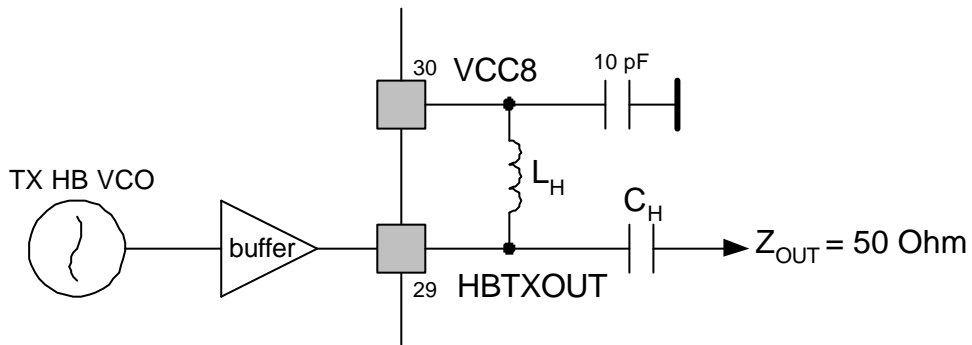 30
VCC8
10 pF
L_H
TX HB VCO
C_H
buffer
Z_OUT = 50 Ohm
29
HBTXOUT